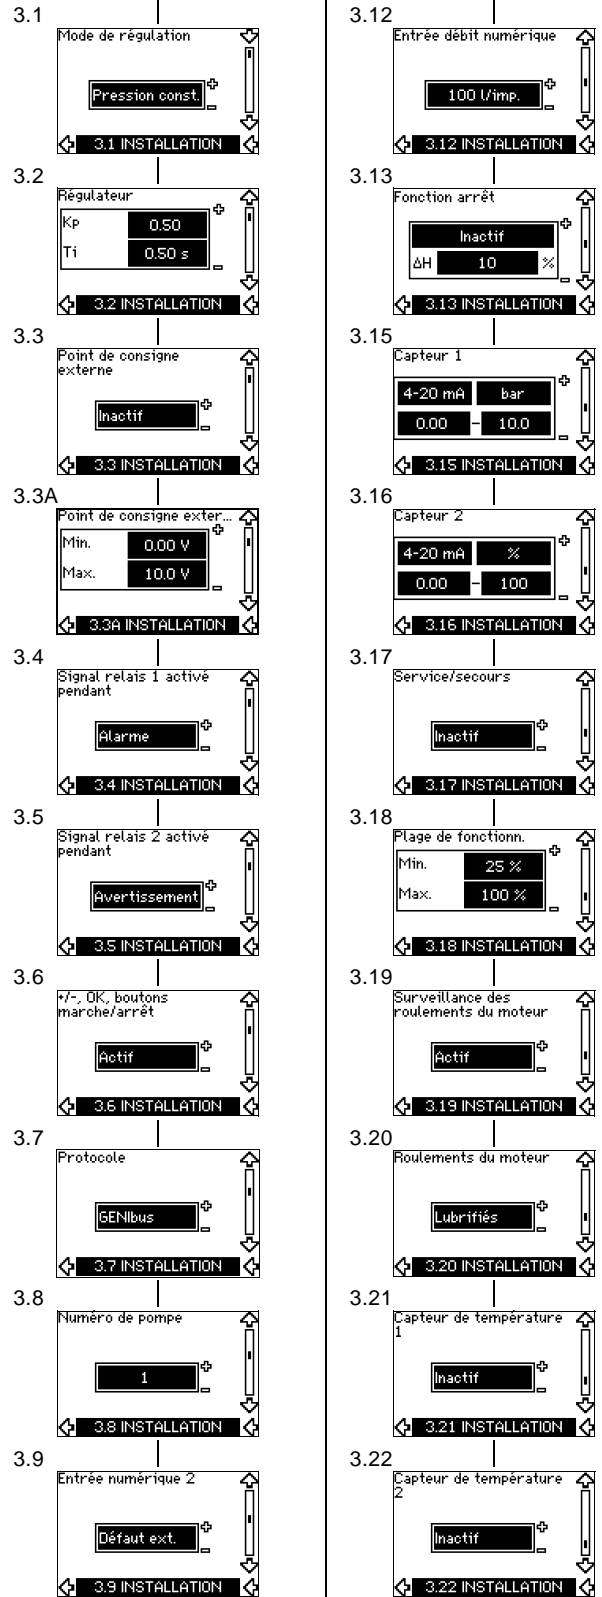 3.1
Mode de régulation
Pression const.
3.1 INSTALLATION
3.2
Régulateur
Kp 0.50
Ti 0.50 s
3.2 INSTALLATION
3.3
Point de consigne
externe
Inactif
3.3 INSTALLATION
3.3A
Point de consigne exter...
Min. 0.00 V
Max. 10.0 V
3.3A INSTALLATION
3.4
Signal relais 1 activé
pendant
Alarme
3.4 INSTALLATION
3.5
Signal relais 2 activé
pendant
Avertissement
3.5 INSTALLATION
3.6
+/-, OK, boutons
marche/arrêt
Actif
3.6 INSTALLATION
3.7
Protocole
GENIbus
3.7 INSTALLATION
3.8
Numéro de pompe
1
3.8 INSTALLATION
3.9
Entrée numérique 2
Défaut ext.
3.9 INSTALLATION
3.12
Entrée débit numérique
100 l/imp.
3.12 INSTALLATION
3.13
Fonction arrêt
Inactif
ΔH 10 %
3.13 INSTALLATION
3.15
Capteur 1
4-20 mA bar
0.00 – 10.0
3.15 INSTALLATION
3.16
Capteur 2
4-20 mA %
0.00 – 100
3.16 INSTALLATION
3.17
Service/secours
Inactif
3.17 INSTALLATION
3.18
Plage de fonctionn.
Min. 25 %
Max. 100 %
3.18 INSTALLATION
3.19
Surveillance des
roulements du moteur
Actif
3.19 INSTALLATION
3.20
Roulements du moteur
Lubrifiés
3.20 INSTALLATION
3.21
Capteur de température
1
Inactif
3.21 INSTALLATION
3.22
Capteur de température
2
Inactif
3.22 INSTALLATION